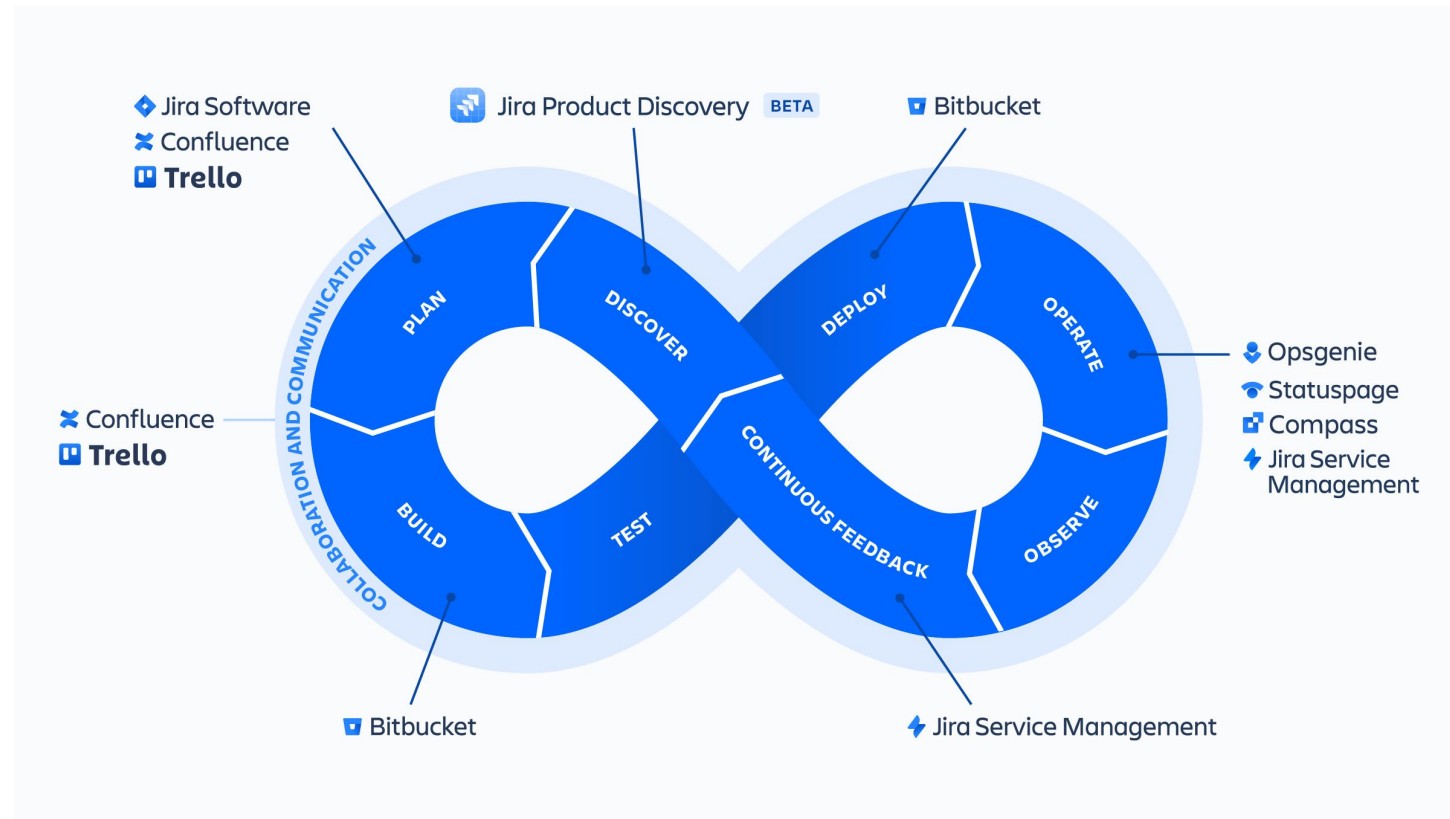 Jira Software
Confluence
Trello
Jira Product Discovery BETA
Bitbucket
PLAN
DISCOVER
DEPLOY
OPERATE
COLLABORATION AND COMMUNICATION
Confluence
Trello
Opsgenie
Statuspage
Compass
Jira Service
Management
BUILD
TEST
CONTINUOUS FEEDBACK
OBSERVE
Bitbucket
Jira Service Management